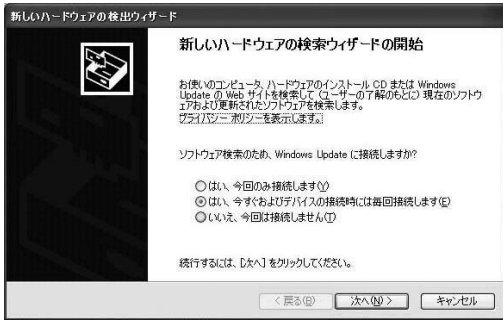 新しいハードウェアの検出ウィザード
新しいハードウェアの検索ウィザードの開始
お使いのコンピュータ、ハードウェアのインストール CD または Windows
Update の Web サイトを検索して (ユーザーの了解のもとに) 現在のソフトウ
ェアおよび更新されたソフトウェアを検索します。
プライバシー ポリシーを表示します。
ソフトウェア検索のため、Windows Update に接続しますか?
はい、今回のみ接続します(Y)
はい、今すぐおよびデバイスの接続時には毎回接続します(E)
いいえ、今回は接続しません(T)
続行するには、[次へ] をクリックしてください。
< 戻る(B) 次へ(N) > キャンセル